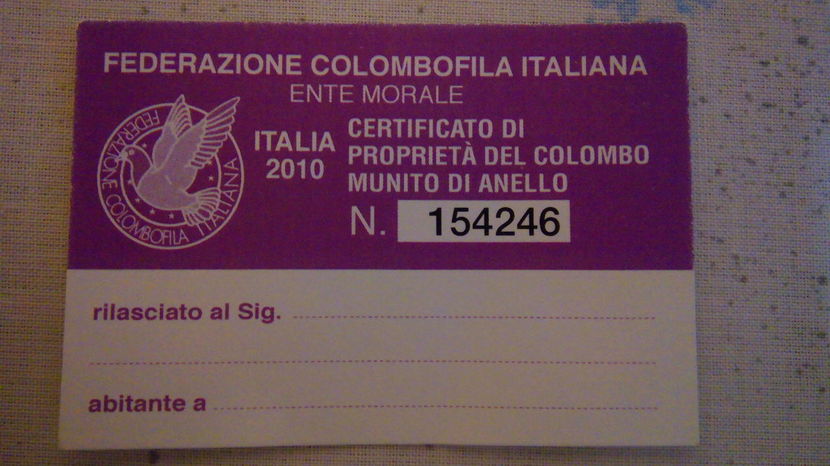 FEDERAZIONE COLOMBOFILA ITALIANA
ENTE MORALE
FEDERAZIONE COLOMBOFILA ITALIANA
ITALIA
2010
CERTIFICATO DI
PROPRIETÀ DEL COLOMBO
MUNITO DI ANELLO
N. 154246
rilasciato al Sig.
abitante a